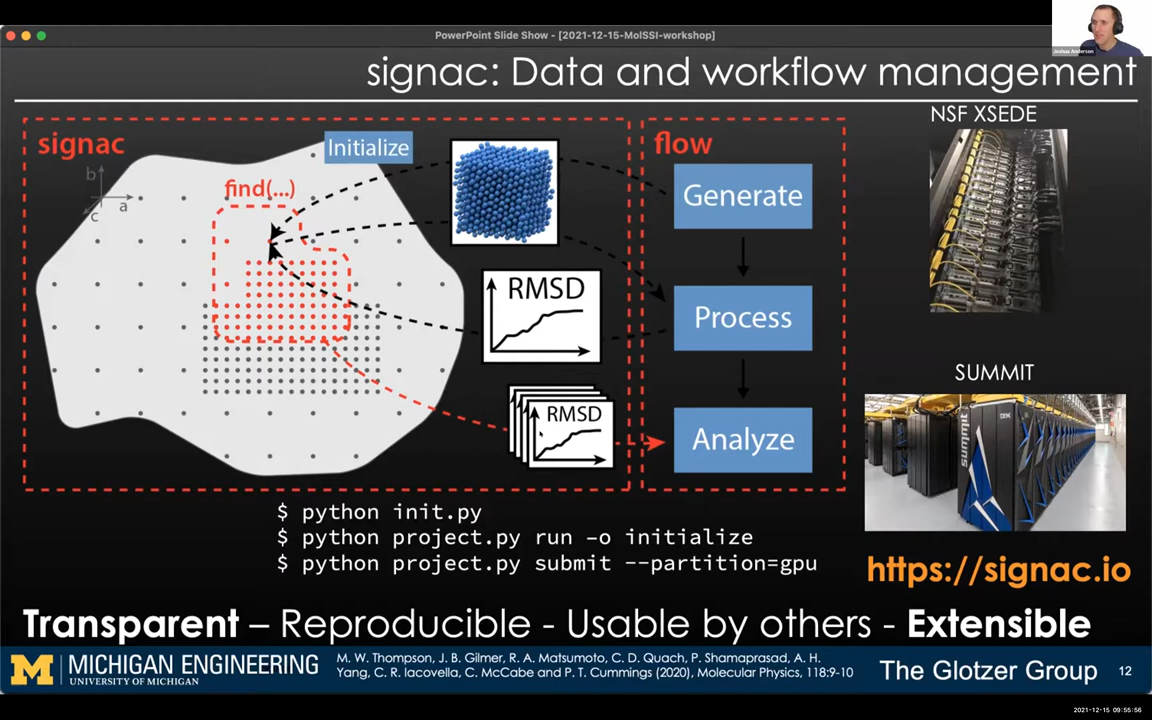 PowerPoint Slide Show - [2021-12-15-MolSSI-workshop]
Joshua Anderson
signac: Data and workflow management
NSF XSEDE
signac
Initialize
flow
b
a
c
find(...)
Generate
RMSD
Process
SUMMIT
RMSD
Analyze
summit
IBM
$ python init.py
$ python project.py run –o initialize
$ python project.py submit --partition=gpu
https://signac.io
Transparent – Reproducible - Usable by others - Extensible
M
MICHIGAN ENGINEERING
UNIVERSITY OF MICHIGAN
M. W. Thompson, J. B. Gilmer, R. A. Matsumoto, C. D. Quach, P. Shamaprasad, A. H.
Yang, C. R. Iacovella, C. McCabe and P. T. Cummings (2020), Molecular Physics, 118:9-10
The Glotzer Group
12
2021-12-15 09:55:56